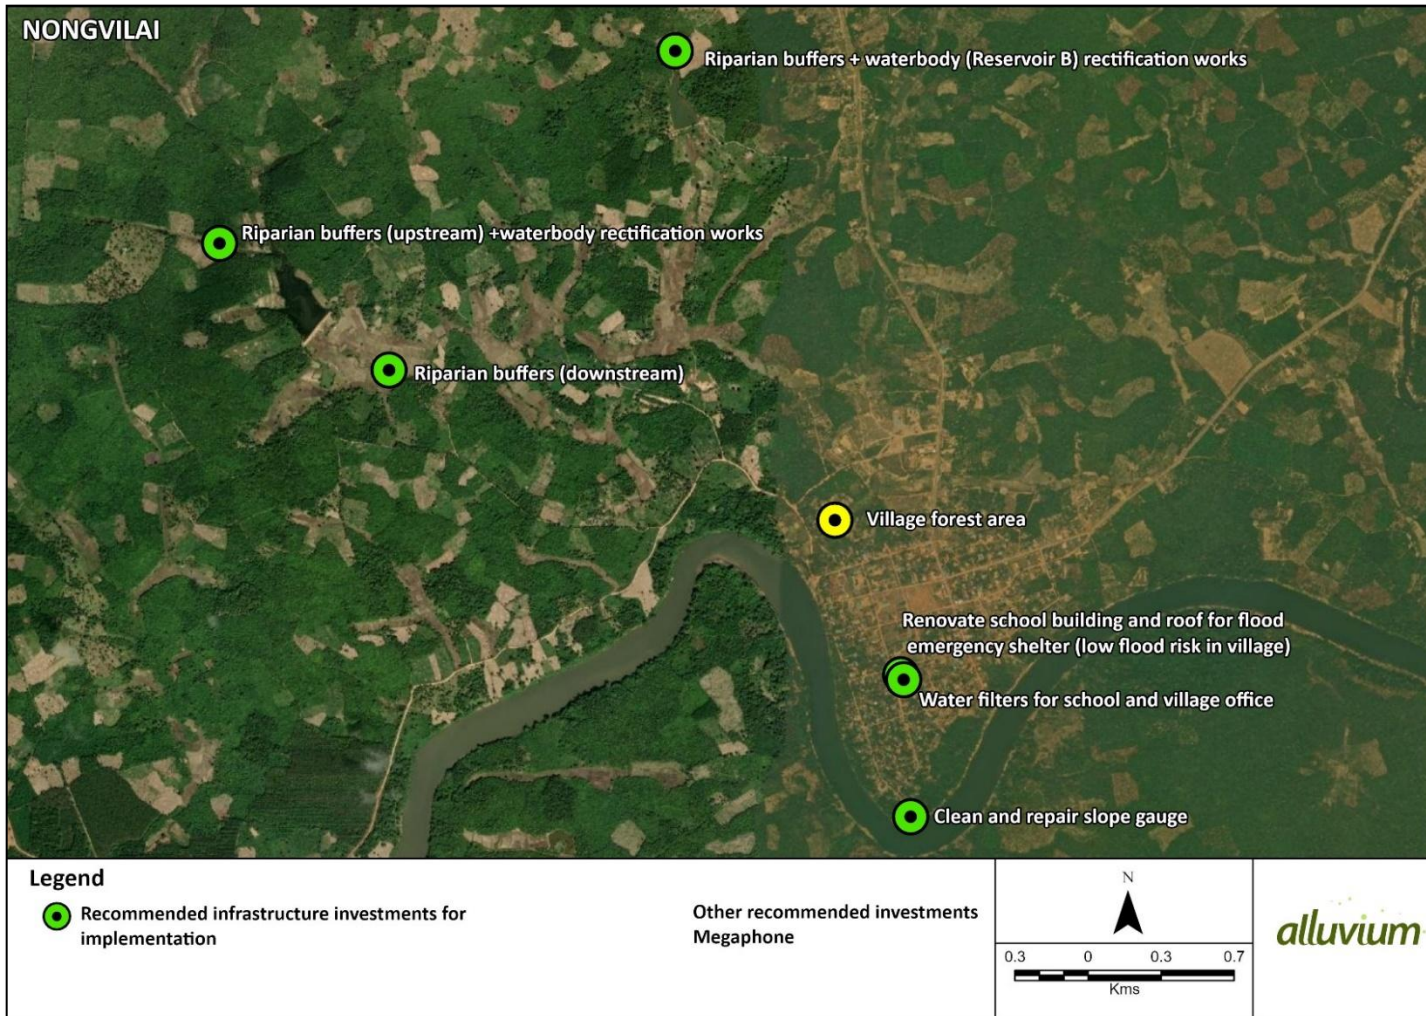 NONGVILAI
Riparian buffers + waterbody (Reservoir B) rectification works
Riparian buffers (upstream) +waterbody rectification works
Riparian buffers (downstream)
Village forest area
Renovate school building and roof for flood
emergency shelter (low flood risk in village)
Water filters for school and village office
Clean and repair slope gauge
Legend
Recommended infrastructure investments for
implementation
Other recommended investments
Megaphone
N
0.3 0 0.3 0.7
Kms
alluvium